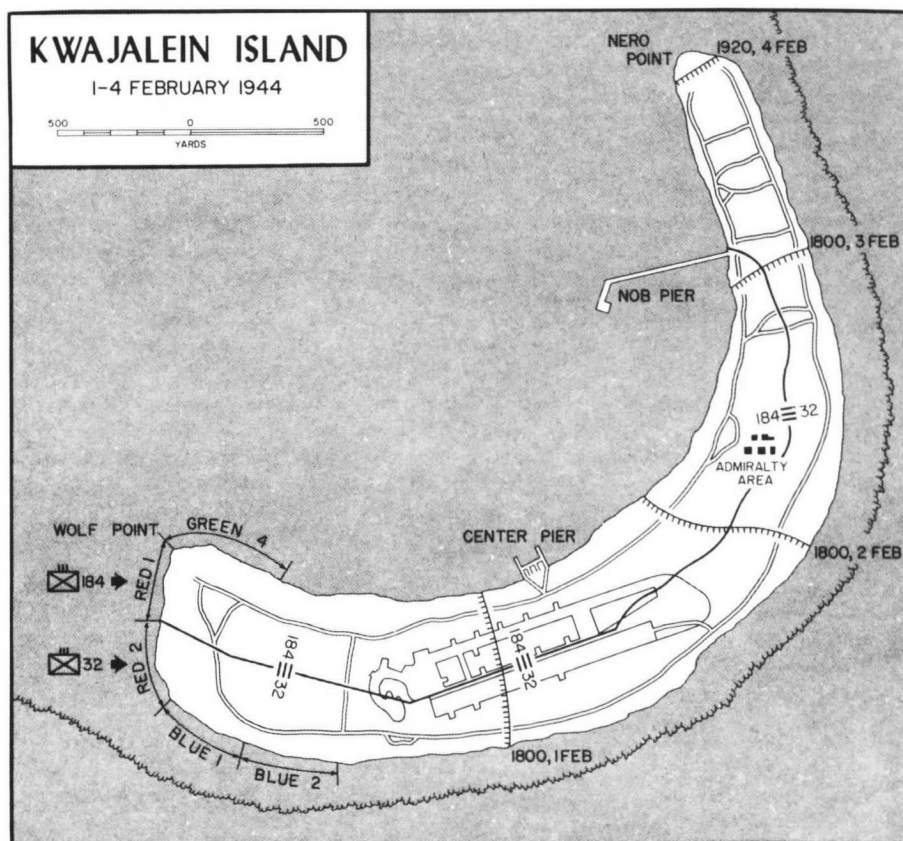 KWAJALEIN ISLAND
1-4 FEBRUARY 1944
500 0 500
YARDS
NERO
POINT
1920, 4 FEB
1800, 3 FEB
NOB PIER
184 32
ADMIRALTY
AREA
WOLF POINT
GREEN 4
CENTER PIER
1800, 2 FEB
184
RED 1
32
RED 2
184 32
184 32
BLUE 1
BLUE 2
1800, 1 FEB